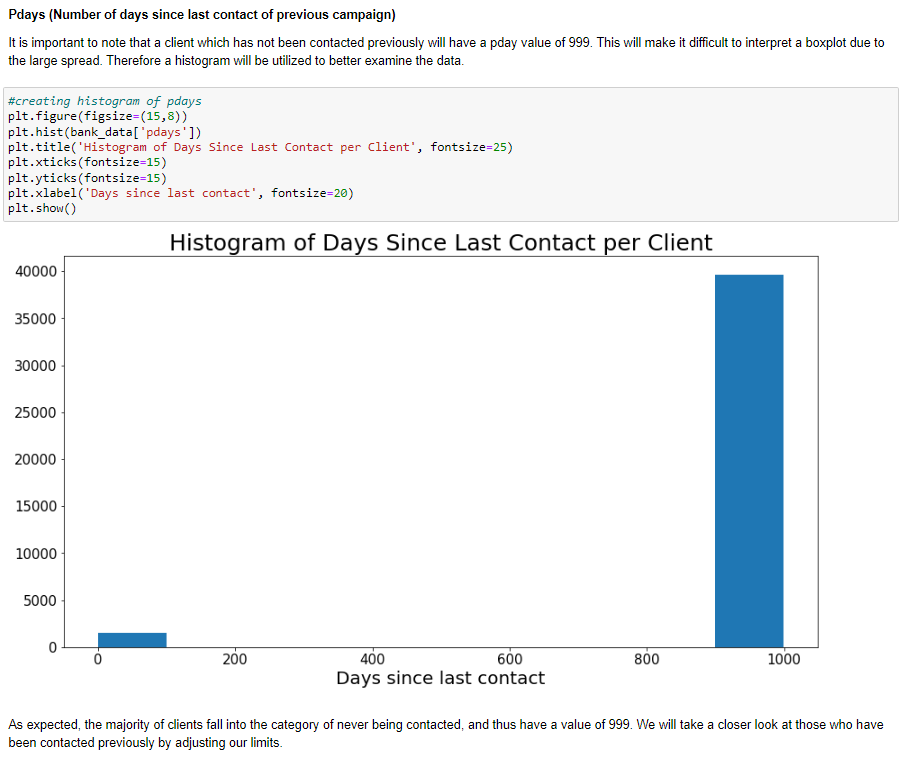 Pdays (Number of days since last contact of previous campaign)
It is important to note that a client which has not been contacted previously will have a pday value of 999. This will make it difficult to interpret a boxplot due to
the large spread. Therefore a histogram will be utilized to better examine the data.
#creating histogram of pdays
plt.figure(figsize=(15,8))
plt.hist(bank_data['pdays'])
plt.title('Histogram of Days Since Last Contact per Client', fontsize=25)
plt.xticks(fontsize=15)
plt.yticks(fontsize=15)
plt.xlabel('Days since last contact', fontsize=20)
plt.show()
Histogram of Days Since Last Contact per Client
40000
35000
30000
25000
20000
15000
10000
5000
0
0 200 400 600 800 1000
Days since last contact
As expected, the majority of clients fall into the category of never being contacted, and thus have a value of 999. We will take a closer look at those who have
been contacted previously by adjusting our limits.